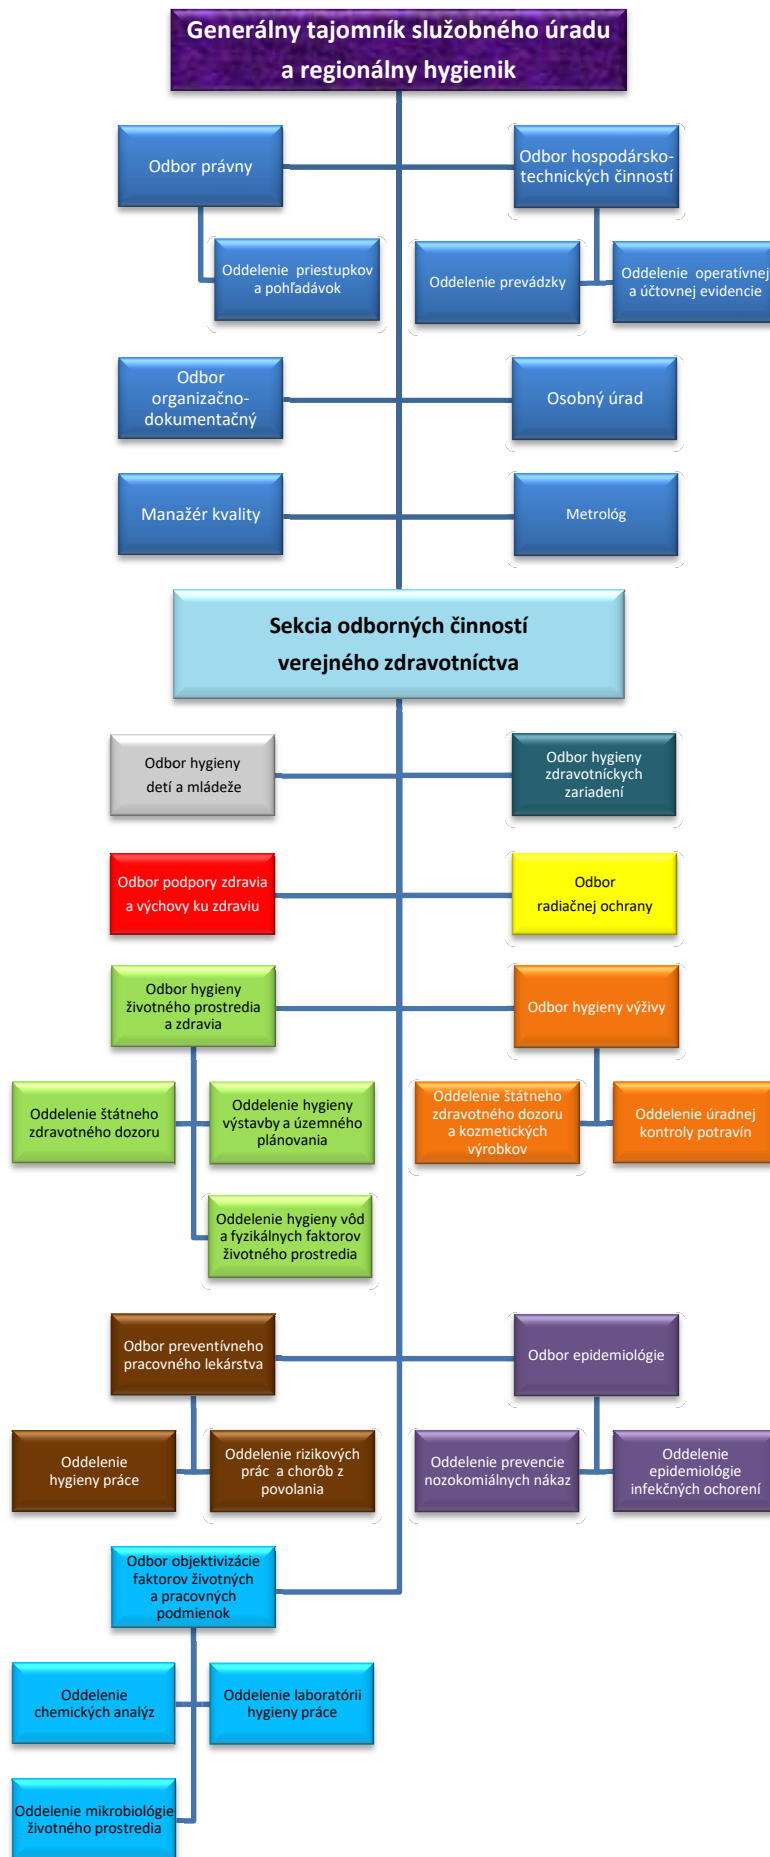 Generálny tajomník služobného úradu
a regionálny hygienik
Odbor právny
Odbor hospodársko-
technických činností
Oddelenie priestupkov
a pohľadávok
Oddelenie prevádzky
Oddelenie operatívnej
a účtovnej evidencie
Odbor
organizačno-
dokumentačný
Osobný úrad
Manažér kvality
Metrológ
Sekcia odborných činností
verejného zdravotníctva
Odbor hygieny
detí a mládeže
Odbor hygieny
zdravotníckych
zariadení
Odbor podpory zdravia
a výchovy ku zdraviu
Odbor
radiačnej ochrany
Odbor hygieny
životného prostredia
a zdravia
Odbor hygieny výživy
Oddelenie štátneho
zdravotného dozoru
Oddelenie hygieny
výstavby a územného
plánovania
Oddelenie štátneho
zdravotného dozoru
a kozmetických
výrobkov
Oddelenie úradnej
kontroly potravín
Oddelenie hygieny vôd
a fyzikálnych faktorov
životného prostredia
Odbor preventívneho
pracovného lekárstva
Odbor epidemiológie
Oddelenie
hygieny práce
Oddelenie rizikových
prác a chorôb z
povolania
Oddelenie prevencie
nozokomiálnych nákaz
Oddelenie
epidemiológie
infekčných ochorení
Odbor objektivizácie
faktorov životných
a pracovných
podmienok
Oddelenie
chemických analýz
Oddelenie laboratórii
hygieny práce
Oddelenie mikrobiológie
životného prostredia